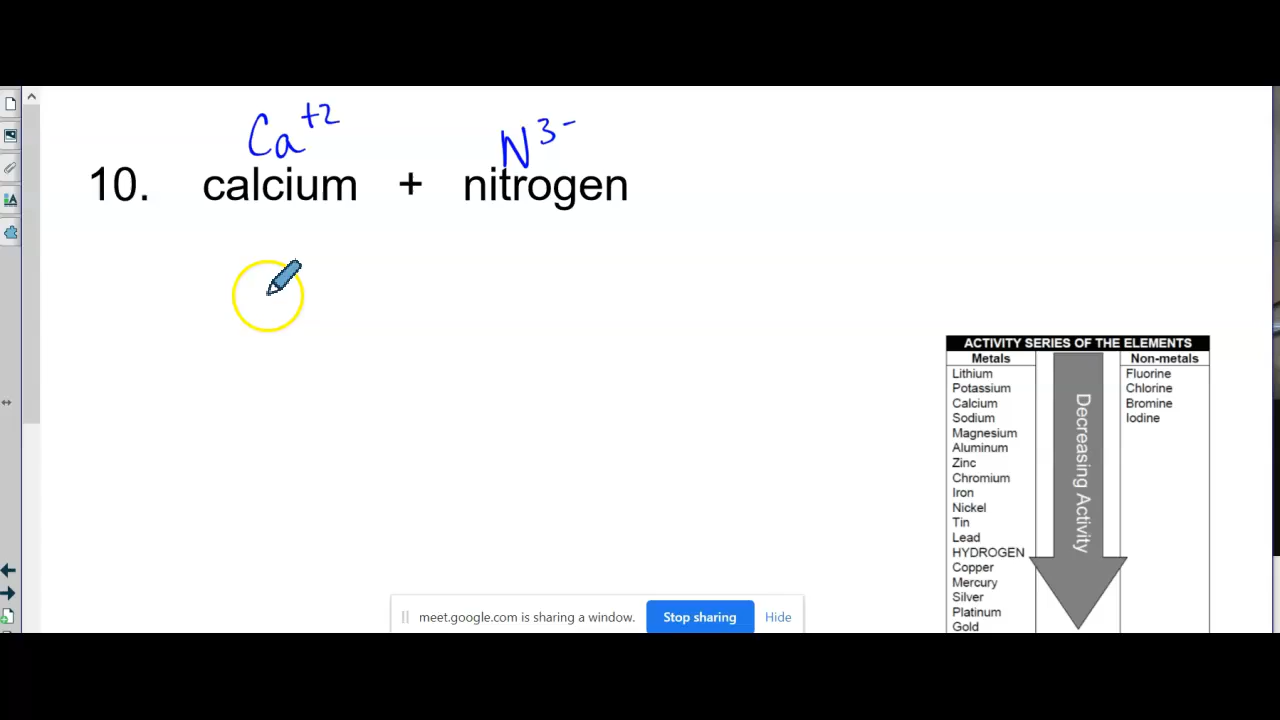 Ca+2 N3-
10. calcium + nitrogen
ACTIVITY SERIES OF THE ELEMENTS
Metals Non-metals
Lithium Fluorine
Potassium Chlorine
Calcium Bromine
Sodium Iodine
Magnesium
Aluminum
Zinc
Chromium
Iron
Nickel
Tin
Lead
HYDROGEN
Copper
Mercury
Silver
Platinum
Gold
Decreasing Activity
meet.google.com is sharing a window. Stop sharing Hide